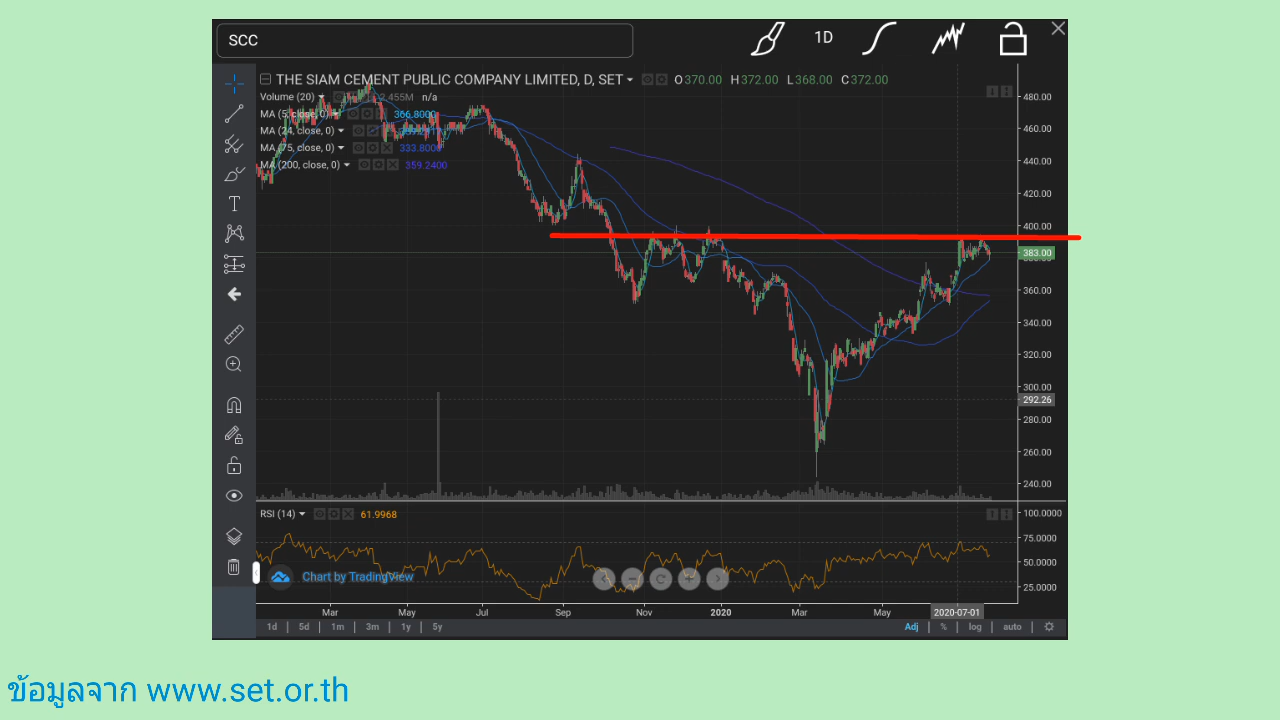 SCC
1D
THE SIAM CEMENT PUBLIC COMPANY LIMITED, D, SET O370.00 H372.00 L368.00 C372.00
Volume (20) 2.455M n/a
MA (5, close, 0) 366.8000
MA (24, close, 0)
MA (75, close, 0) 333.8000
MA (200, close, 0) 359.2400
480.00
460.00
440.00
420.00
400.00
383.00
360.00
340.00
320.00
300.00
292.26
280.00
260.00
240.00
RSI (14) 61.9968
100.0000
75.0000
50.0000
25.0000
Chart by TradingView
Mar May Jul Sep Nov 2020 Mar May 2020-07-01
1d 5d 1m 3m 1y 5y Adj % log auto
ข้อมูลจาก www.set.or.th